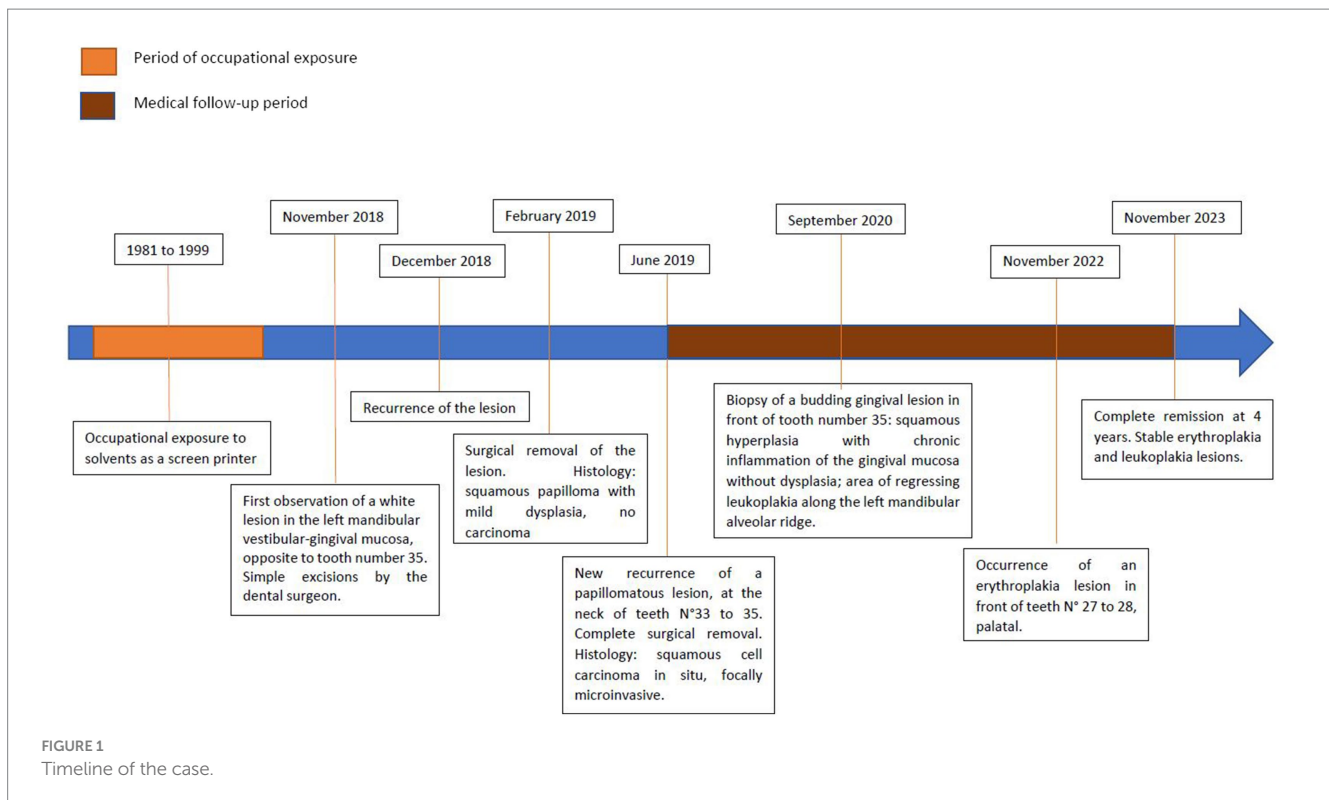 Period of occupational exposure
Medical follow-up period
1981 to 1999
November 2018
December 2018
February 2019
June 2019
September 2020
November 2022
November 2023
Occupational exposure to
solvents as a screen printer
First observation of a white
lesion in the left mandibular
vestibular-gingival mucosa,
opposite to tooth number 35.
Simple excisions by the
dental surgeon.
Recurrence of the lesion
Surgical removal of the
lesion. Histology:
squamous papilloma with
mild dysplasia, no
carcinoma
New recurrence of a
papillomatous lesion, at the
neck of teeth N°33 to 35.
Complete surgical removal.
Histology: squamous cell
carcinoma in situ, focally
microinvasive.
Biopsy of a budding gingival lesion in
front of tooth number 35: squamous
hyperplasia with chronic
inflammation of the gingival mucosa
without dysplasia; area of regressing
leukoplakia along the left mandibular
alveolar ridge.
Occurrence of an
erythroplakia lesion in
front of teeth N° 27 to 28,
palatal.
Complete remission at 4
years. Stable erythroplakia
and leukoplakia lesions.
FIGURE 1
Timeline of the case.